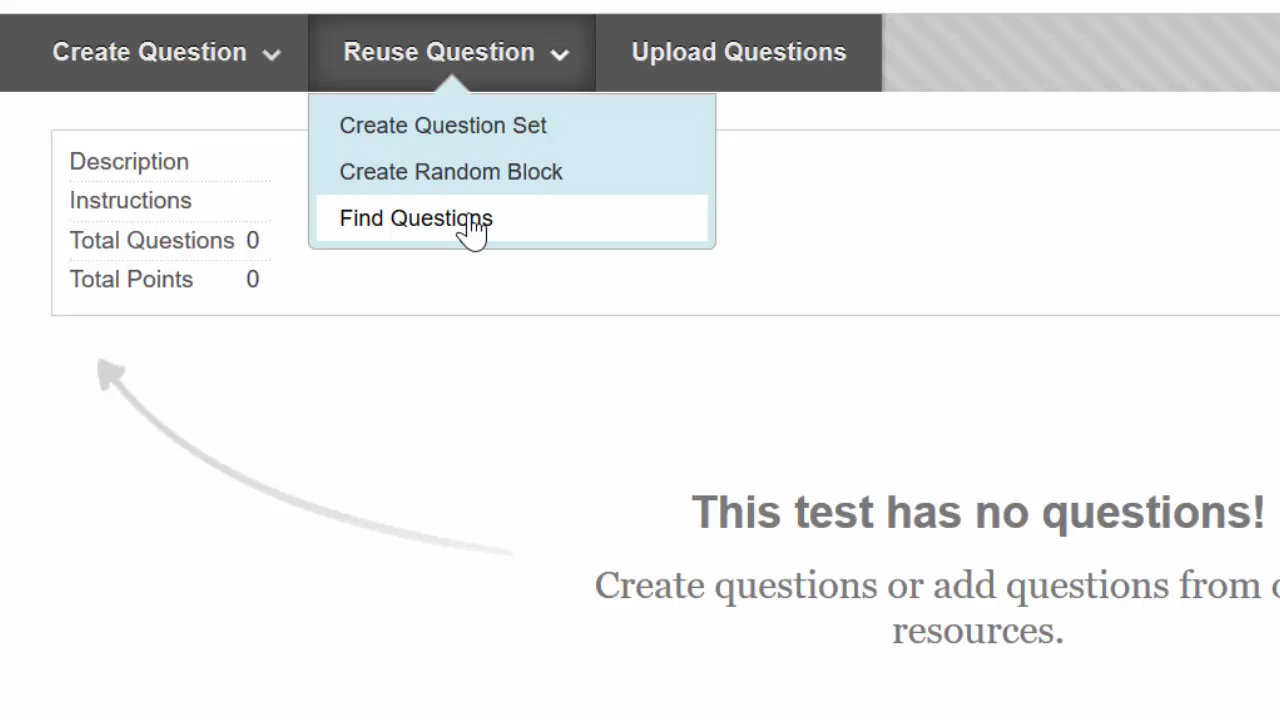 Create Question
Reuse Question
Upload Questions
Create Question Set
Create Random Block
Find Questions
Description
Instructions
Total Questions 0
Total Points 0
This test has no questions!
Create questions or add questions from
resources.